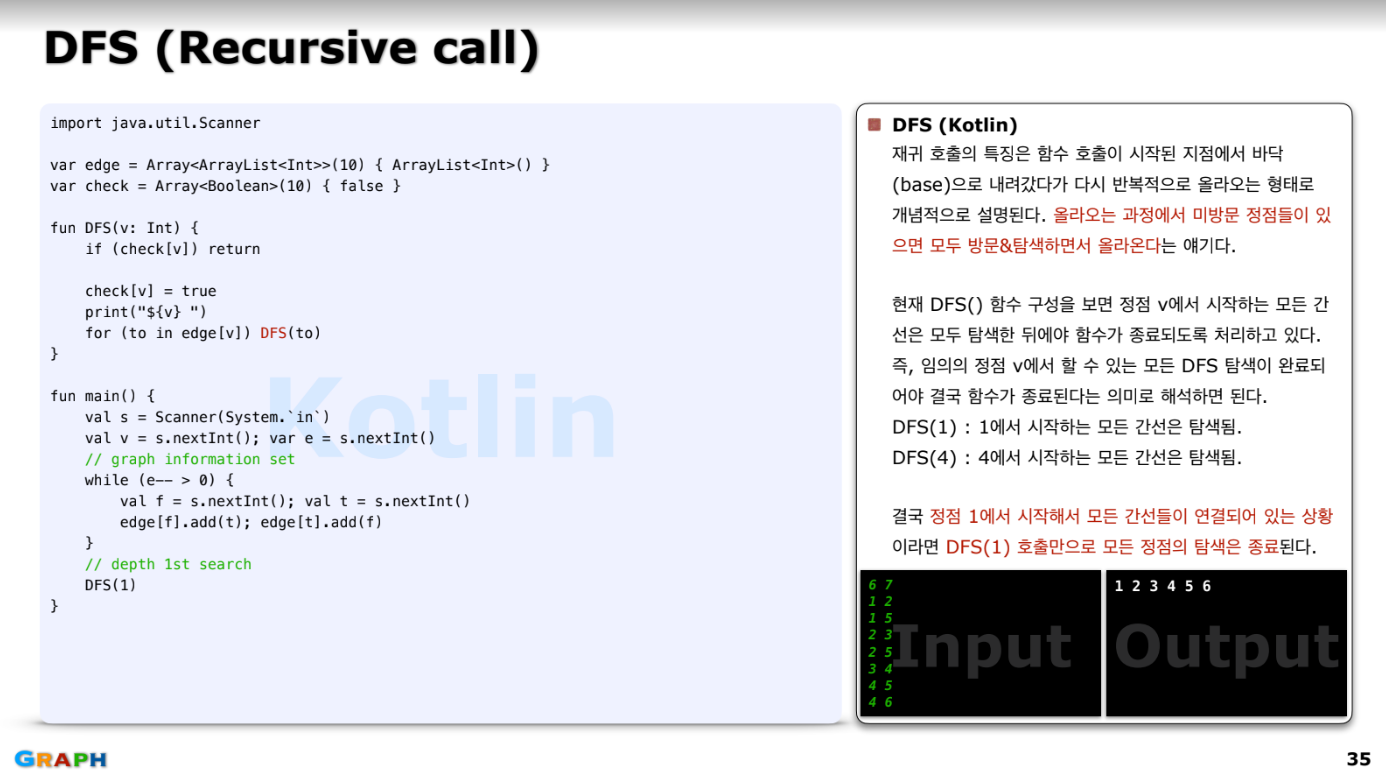 DFS (Recursive call)
import java.util.Scanner
var edge = Array<ArrayList<Int>>(10) { ArrayList<Int>() }
var check = Array<Boolean>(10) { false }
fun DFS(v: Int) {
    if (check[v]) return
    check[v] = true
    print("${v} ")
    for (to in edge[v]) DFS(to)
}
fun main() {
    val s = Scanner(System.`in`)
    val v = s.nextInt(); var e = s.nextInt()
    // graph information set
    while (e-- > 0) {
        val f = s.nextInt(); val t = s.nextInt()
        edge[f].add(t); edge[t].add(f)
    }
    // depth 1st search
    DFS(1)
}
Kotlin
DFS (Kotlin)
재귀 호출의 특징은 함수 호출이 시작된 지점에서 바닥
(base)으로 내려갔다가 다시 반복적으로 올라오는 형태로
개념적으로 설명된다. 올라오는 과정에서 미방문 정점들이 있
으면 모두 방문&탐색하면서 올라온다는 얘기다.
현재 DFS() 함수 구성을 보면 정점 v에서 시작하는 모든 간
선은 모두 탐색한 뒤에야 함수가 종료되도록 처리하고 있다.
즉, 임의의 정점 v에서 할 수 있는 모든 DFS 탐색이 완료되
어야 결국 함수가 종료된다는 의미로 해석하면 된다.
DFS(1) : 1에서 시작하는 모든 간선은 탐색됨.
DFS(4) : 4에서 시작하는 모든 간선은 탐색됨.
결국 정점 1에서 시작해서 모든 간선들이 연결되어 있는 상황
이라면 DFS(1) 호출만으로 모든 정점의 탐색은 종료된다.
6 7
1 2
1 5
2 3
2 5
3 4
4 5
4 6
Input
1 2 3 4 5 6
Output
GRAPH
35